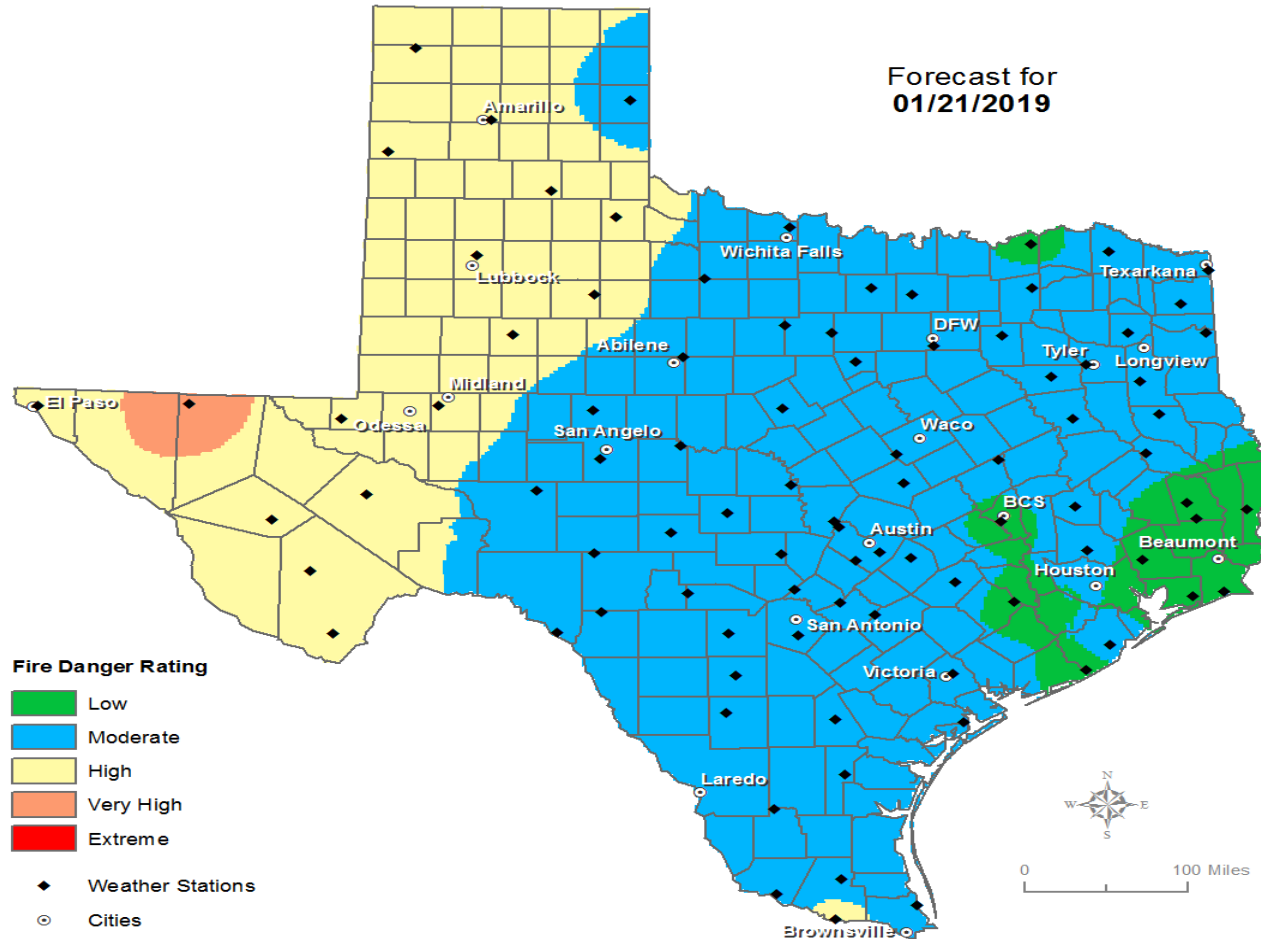 Forecast for
01/21/2019
Amarillo
Wichita Falls
Texarkana
Lubbock
DFW
Abilene
Tyler
Longview
Midland
El Paso
Odessa
San Angelo
Waco
BCS
Austin
Beaumont
Houston
San Antonio
Victoria
Laredo
Brownsville
Fire Danger Rating
Low
Moderate
High
Very High
Extreme
Weather Stations
Cities
N
W E
S
0 100 Miles